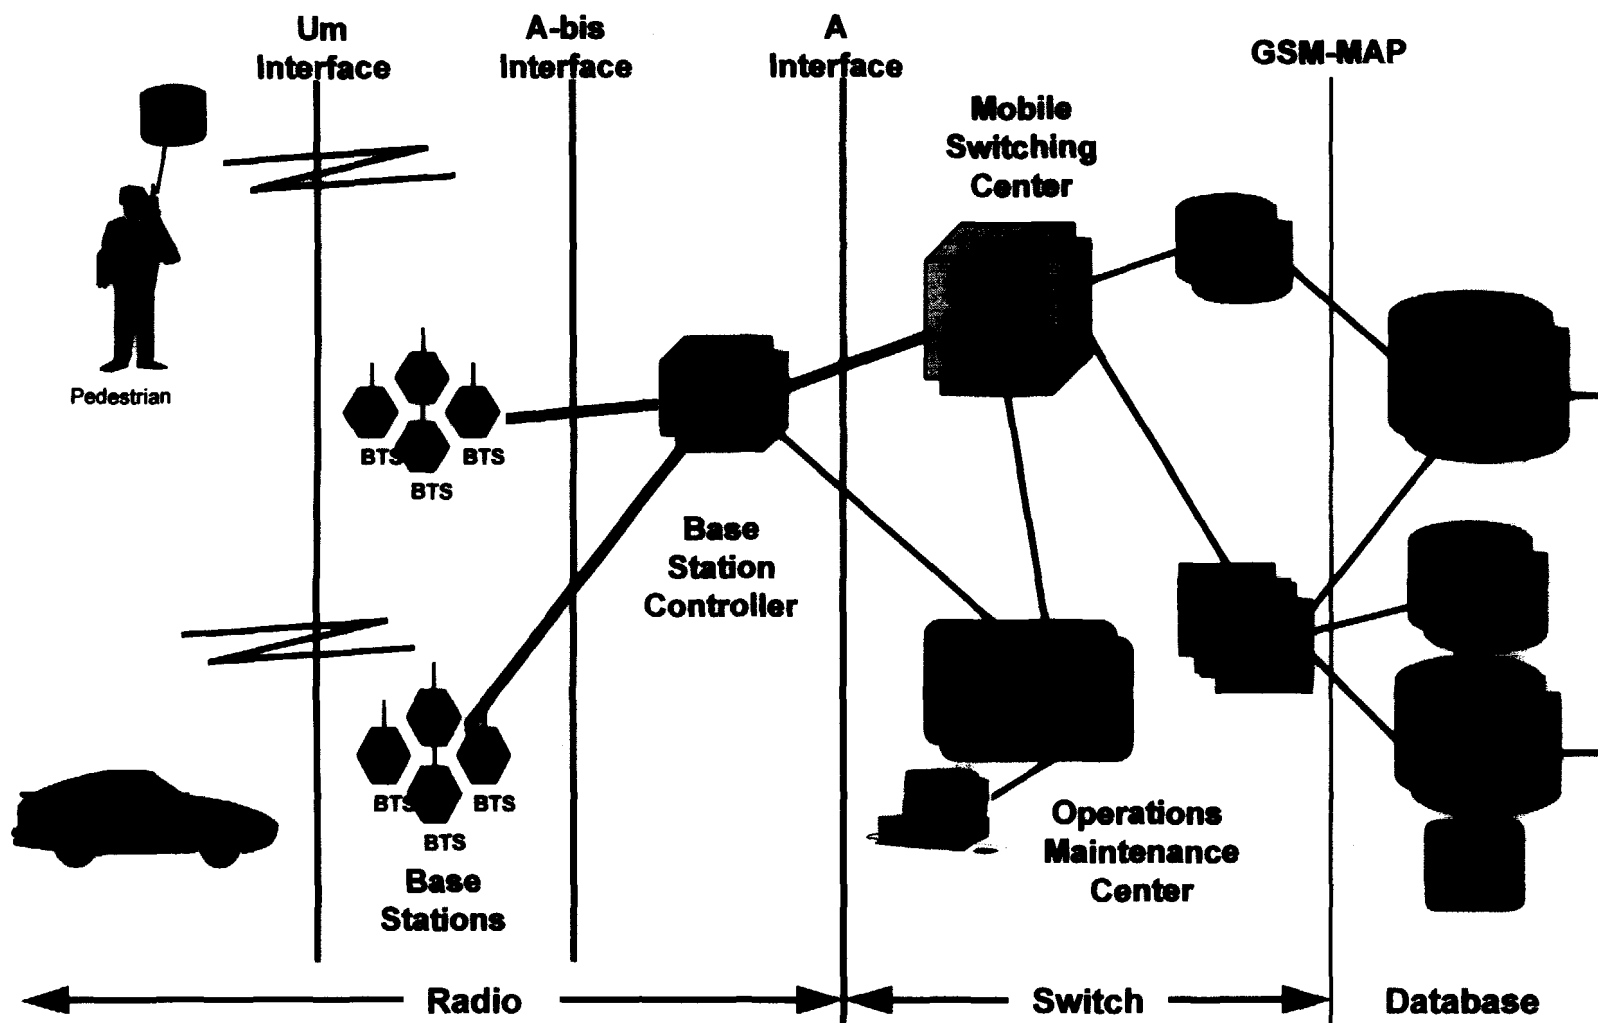 Um
Interface
A-bis
Interface
A
Interface
GSM-MAP
Mobile
Switching
Center
Pedestrian
BTS
BTS
BTS
Base
Station
Controller
BTS
BTS
BTS
Base
Stations
Operations
Maintenance
Center
Radio
Switch
Database